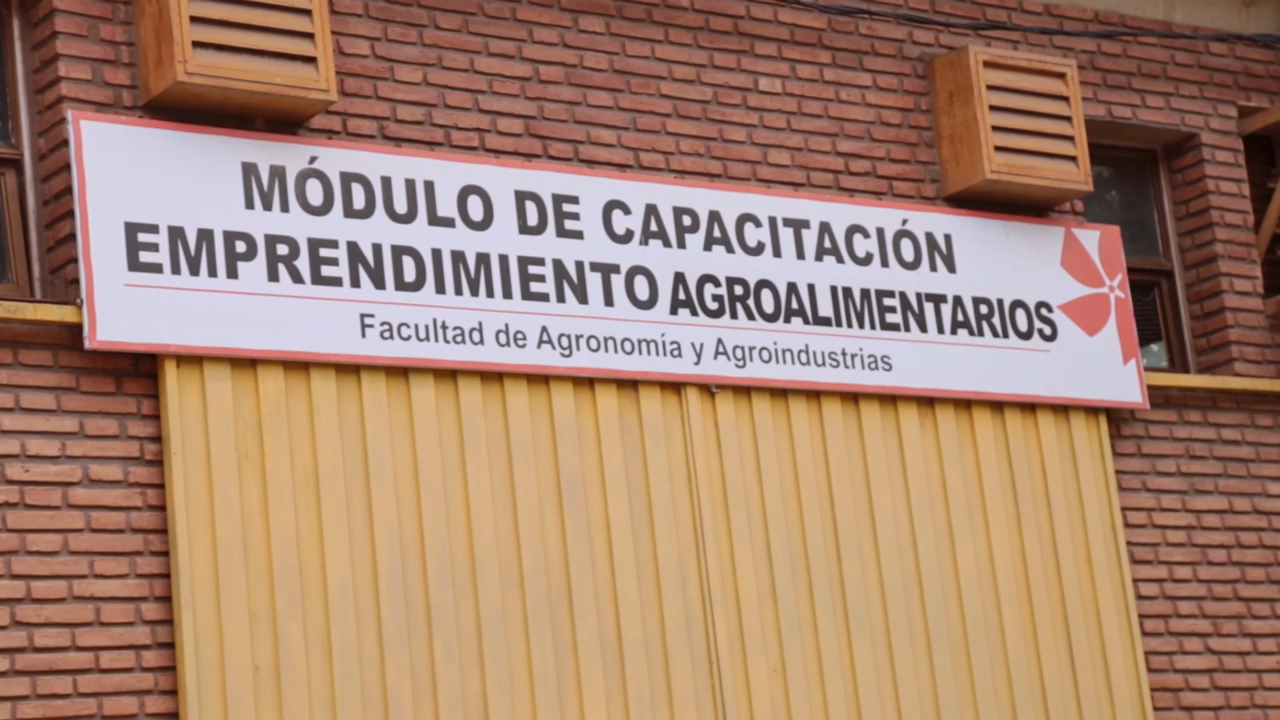 MÓDULO DE CAPACITACIÓN
EMPRENDIMIENTO AGROALIMENTARIOS
Facultad de Agronomía y Agroindustrias